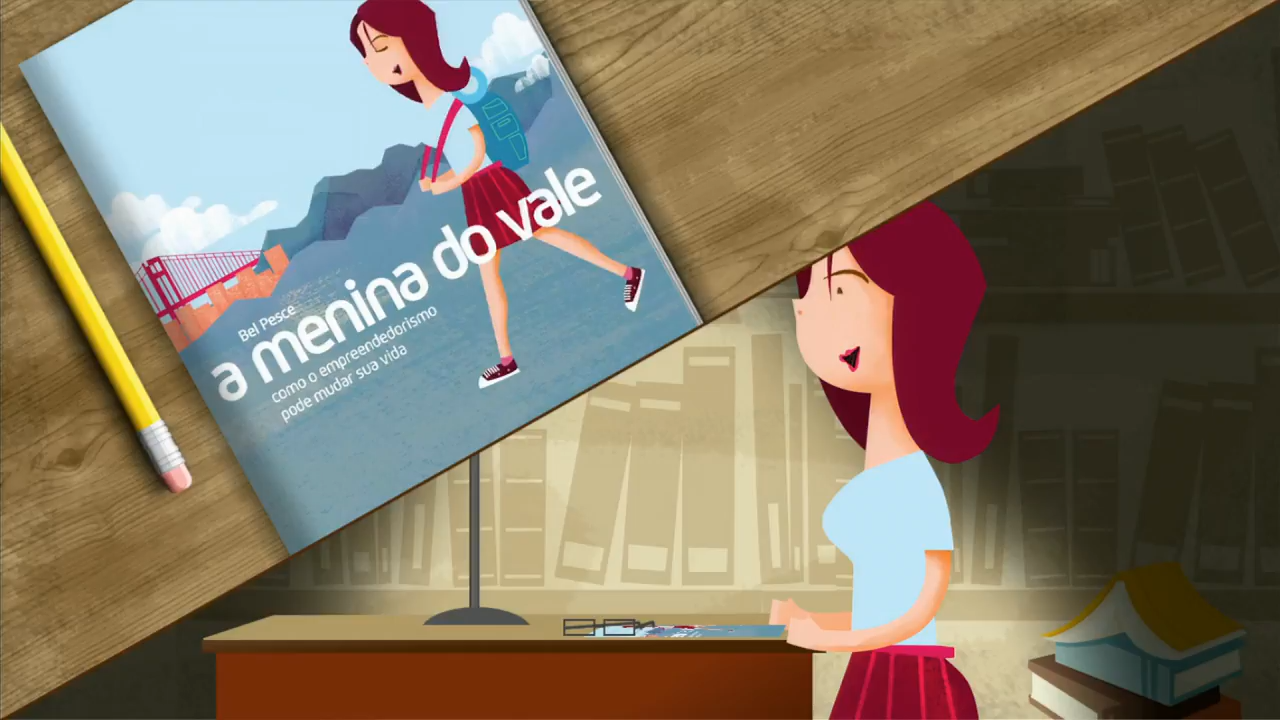 Bel Pesce
a menina do vale
como o empreendedorismo
pode mudar sua vida